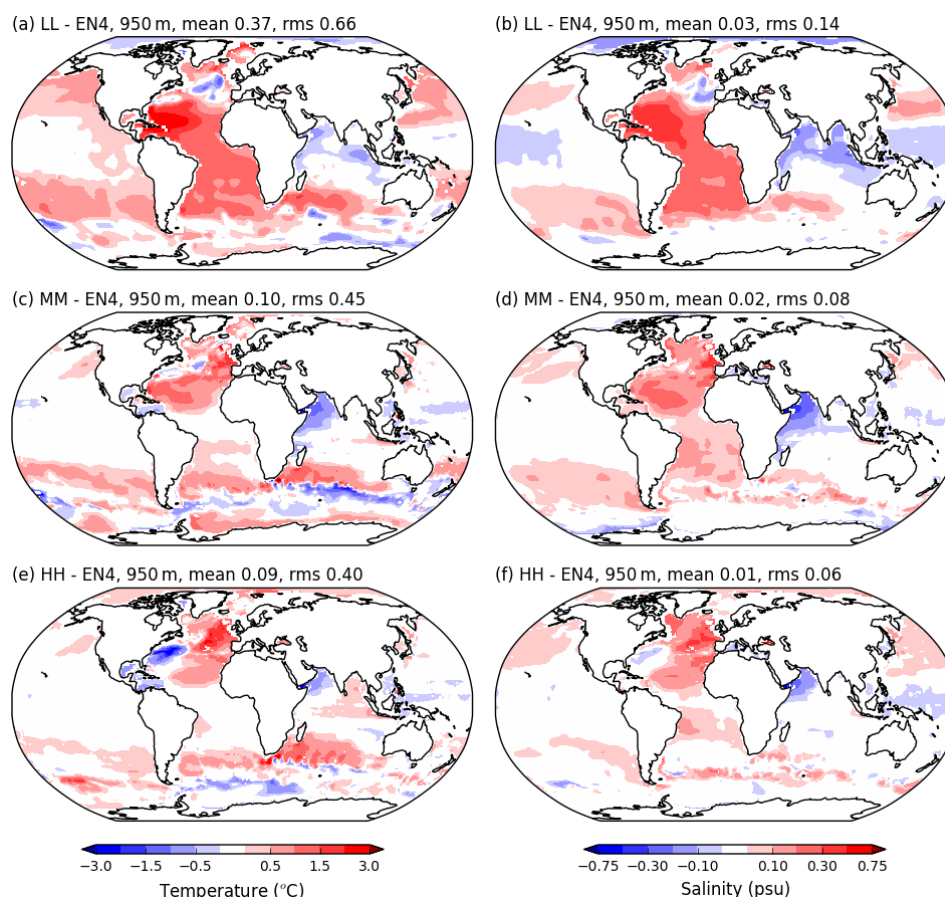 (a) LL - EN4, 950 m, mean 0.37, rms 0.66
(b) LL - EN4, 950 m, mean 0.03, rms 0.14
(c) MM - EN4, 950 m, mean 0.10, rms 0.45
(d) MM - EN4, 950 m, mean 0.02, rms 0.08
(e) HH - EN4, 950 m, mean 0.09, rms 0.40
(f) HH - EN4, 950 m, mean 0.01, rms 0.06
−3.0 −1.5 −0.5 0.5 1.5 3.0
Temperature (°C)
−0.75 −0.30 −0.10 0.10 0.30 0.75
Salinity (psu)